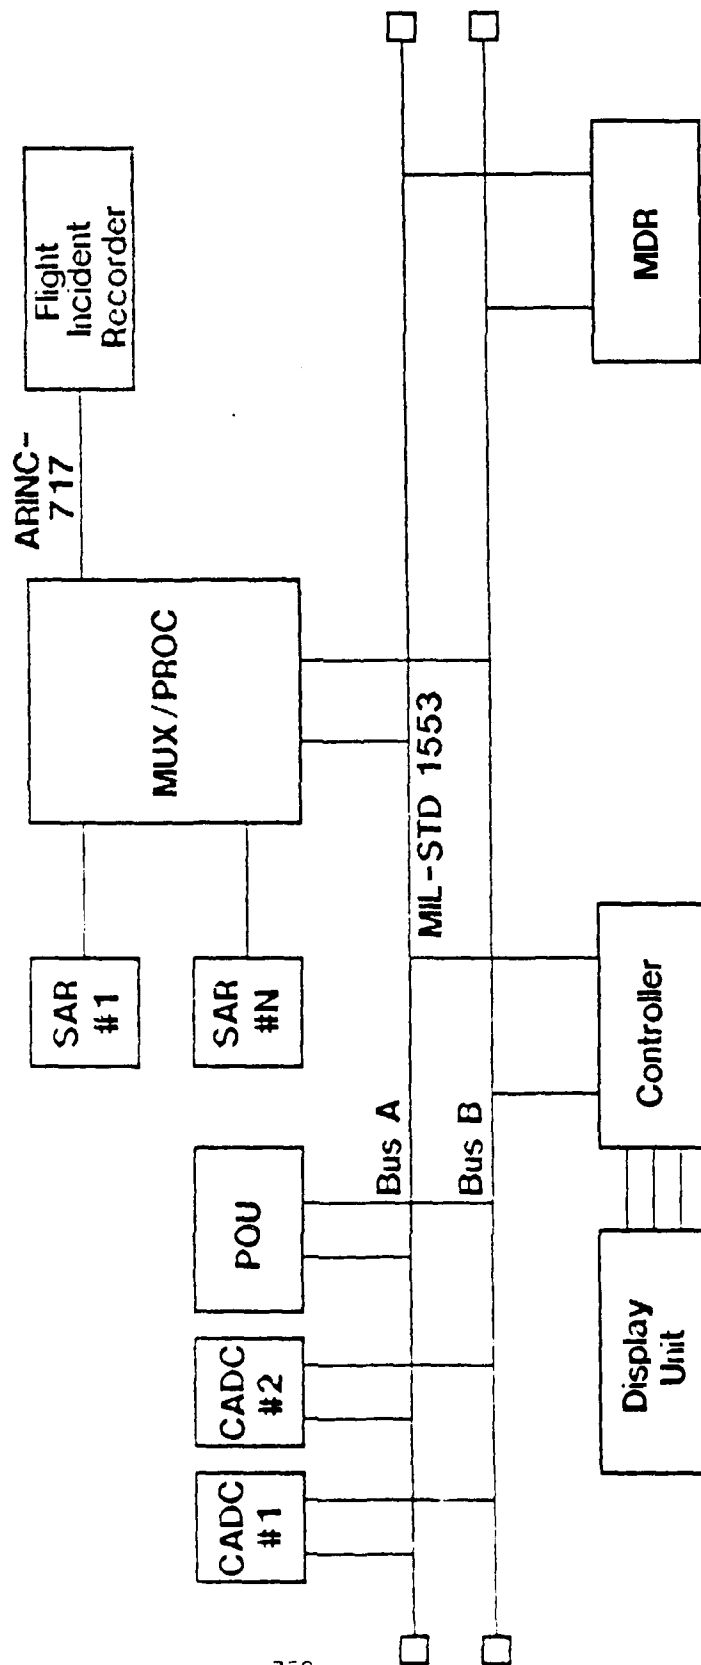 Flight
Incident
Recorder
ARINC-
717
MUX/PROC
SAR
#1
SAR
#N
POU
CADC
#2
CADC
#1
Bus A
Bus B
MIL-STD 1553
MDR
Controller
Display
Unit